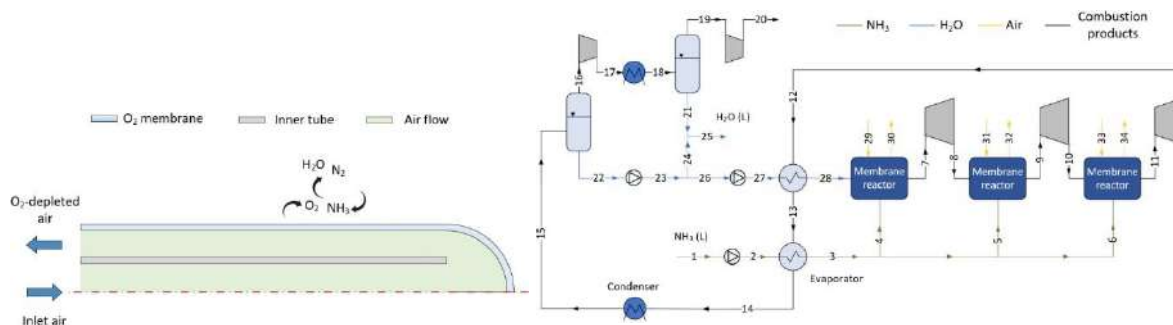 O₂ membrane
Inner tube
Air flow
H₂O N₂
O₂ NH₃
O₂-depleted
air
Inlet air
NH₃
H₂O
Air
Combustion
products
19
20
16
17
18
21
H₂O (L)
25
24
12
29
30
31
32
33
34
7
8
9
10
11
Membrane
reactor
Membrane
reactor
Membrane
reactor
22
23
26
27
28
13
15
NH₃ (L)
1
2
3
4
5
6
Evaporator
Condenser
14